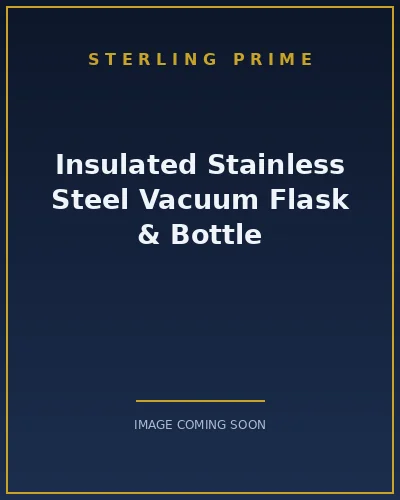 STERLING PRIME
Insulated Stainless
Steel Vacuum Flask
& Bottle
IMAGE COMING SOON